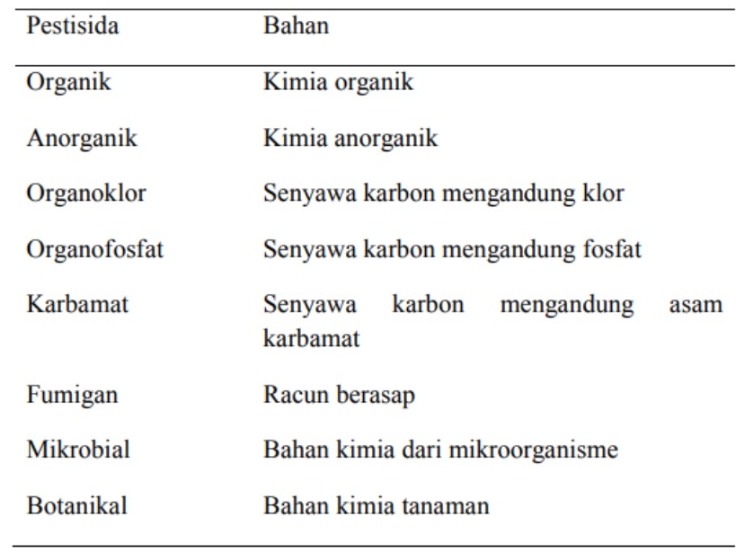 Pestisida Bahan
Organik Kimia organik
Anorganik Kimia anorganik
Organoklor Senyawa karbon mengandung klor
Organofosfat Senyawa karbon mengandung fosfat
Karbamat Senyawa karbon mengandung asam
karbamat
Fumigan Racun berasap
Mikrobial Bahan kimia dari mikroorganisme
Botanikal Bahan kimia tanaman